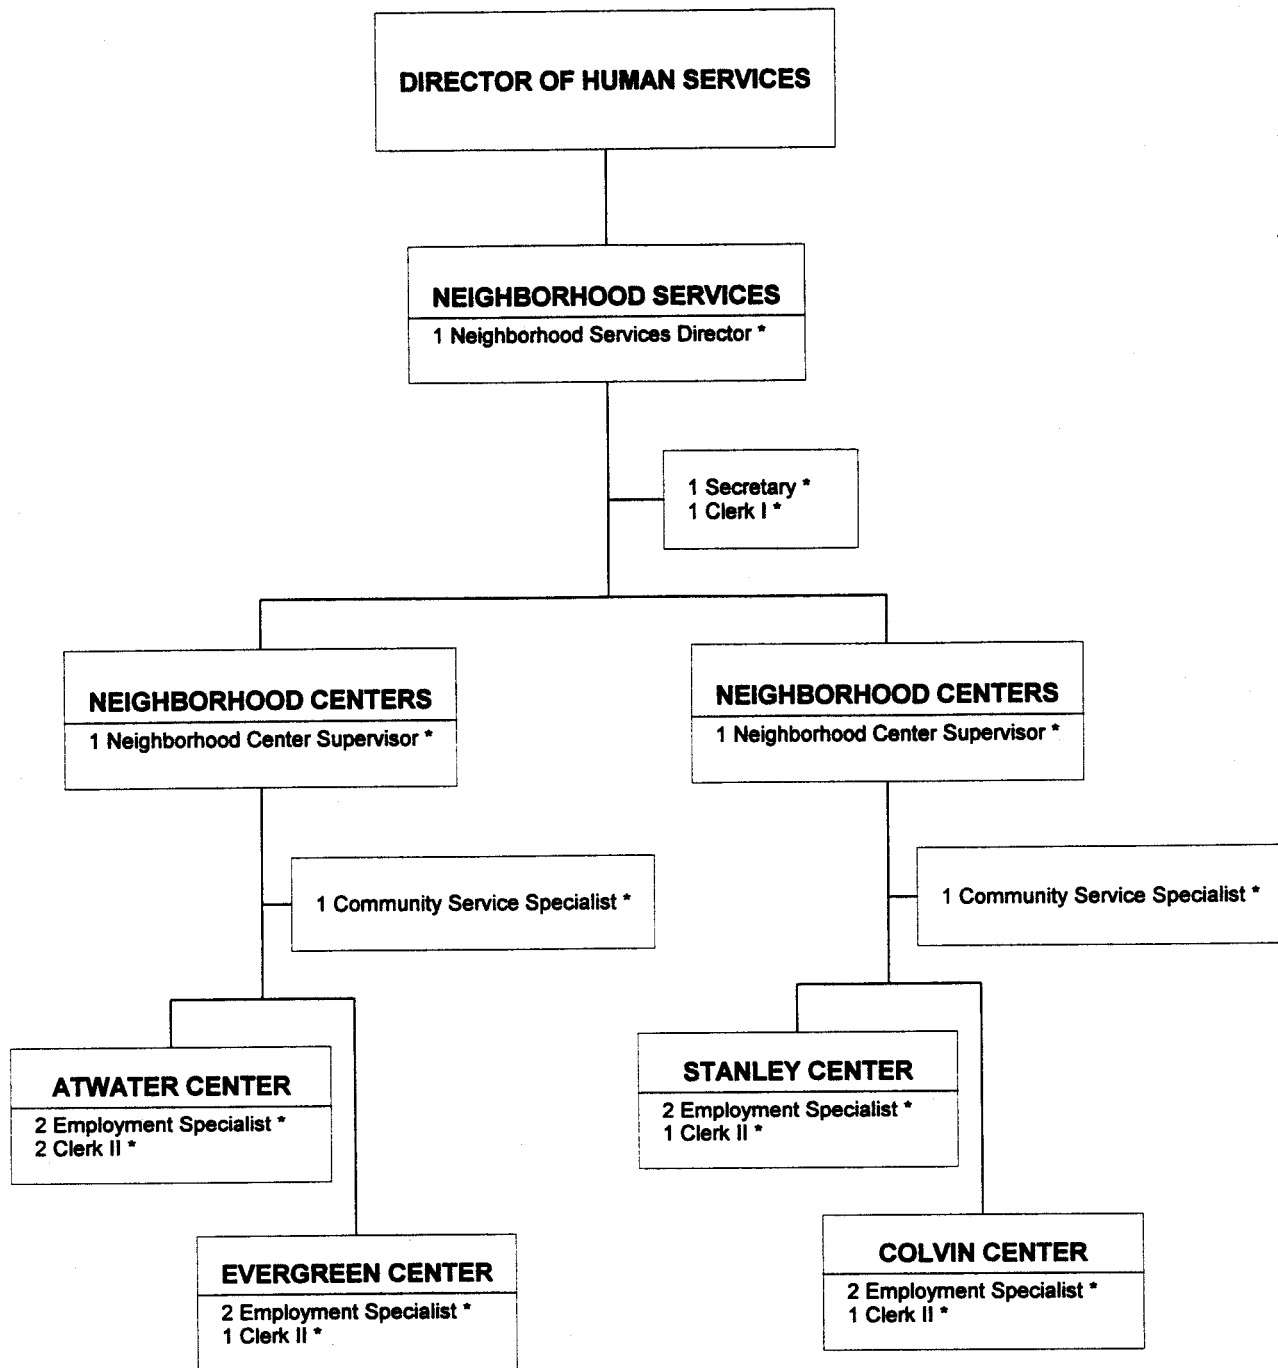 DIRECTOR OF HUMAN SERVICES
NEIGHBORHOOD SERVICES
1 Neighborhood Services Director *
1 Secretary *
1 Clerk I *
NEIGHBORHOOD CENTERS
1 Neighborhood Center Supervisor *
NEIGHBORHOOD CENTERS
1 Neighborhood Center Supervisor *
1 Community Service Specialist *
1 Community Service Specialist *
ATWATER CENTER
2 Employment Specialist *
2 Clerk II *
STANLEY CENTER
2 Employment Specialist *
1 Clerk II *
EVERGREEN CENTER
2 Employment Specialist *
1 Clerk II *
COLVIN CENTER
2 Employment Specialist *
1 Clerk II *